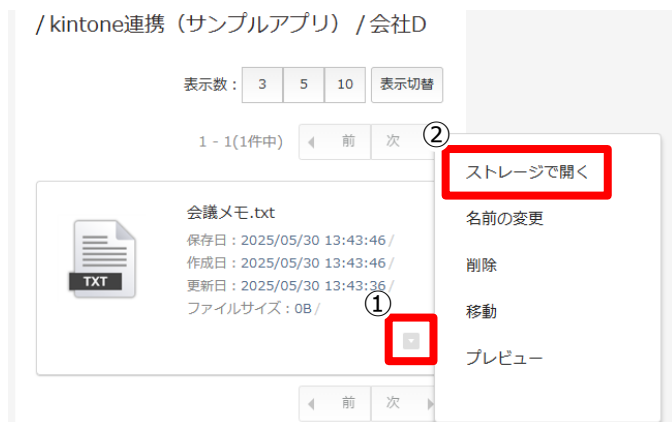 / kintone連携（サンプルアプリ） / 会社D
表示数： 3 5 10 表示切替
1 - 1(1件中) 前 次
②
ストレージで開く
会議メモ.txt
名前の変更
保存日：2025/05/30 13:43:46 /
作成日：2025/05/30 13:43:46 /
削除
TXT
更新日：2025/05/30 13:43:36 /
ファイルサイズ：0B /
①
移動
プレビュー
前 次